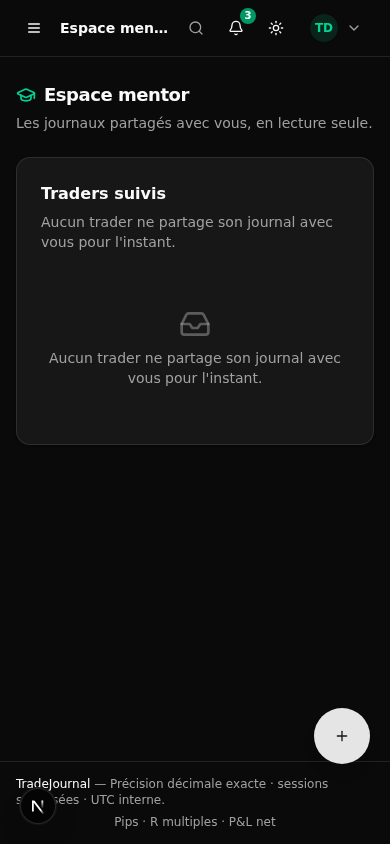 Espace men...
3
TD
Espace mentor
Les journaux partagés avec vous, en lecture seule.
Traders suivis
Aucun trader ne partage son journal avec
vous pour l'instant.
Aucun trader ne partage son journal avec
vous pour l'instant.
TradeJournal — Précision décimale exacte · sessions
· UTC interne.
N
Pips · R multiples · P&L net